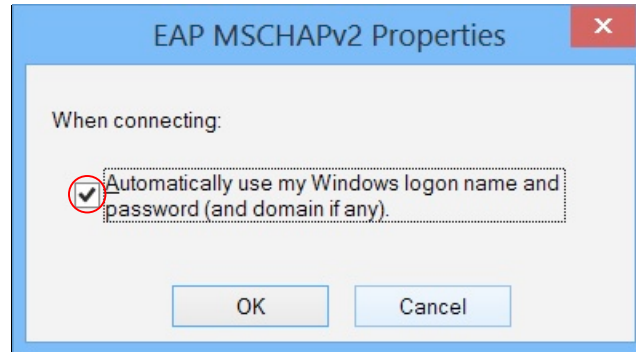 EAP MSCHAPv2 Properties
When connecting:
Automatically use my Windows logon name and
password (and domain if any).
OK
Cancel